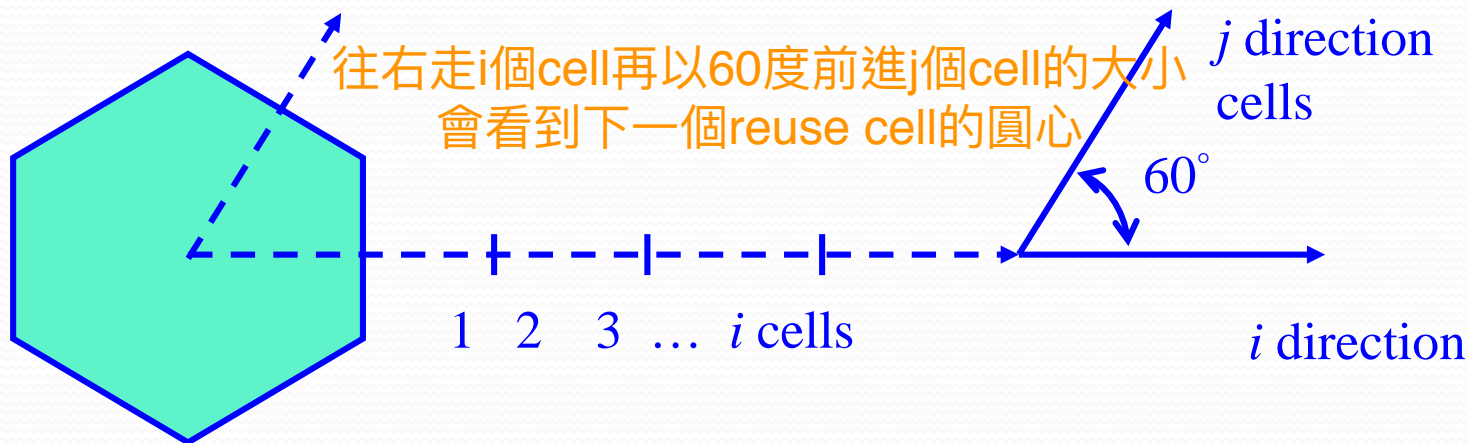 往右走i個cell再以60度前進j個cell的大小
會看到下一個reuse cell的圓心
j direction
cells
60°
1 2 3 … i cells
i direction